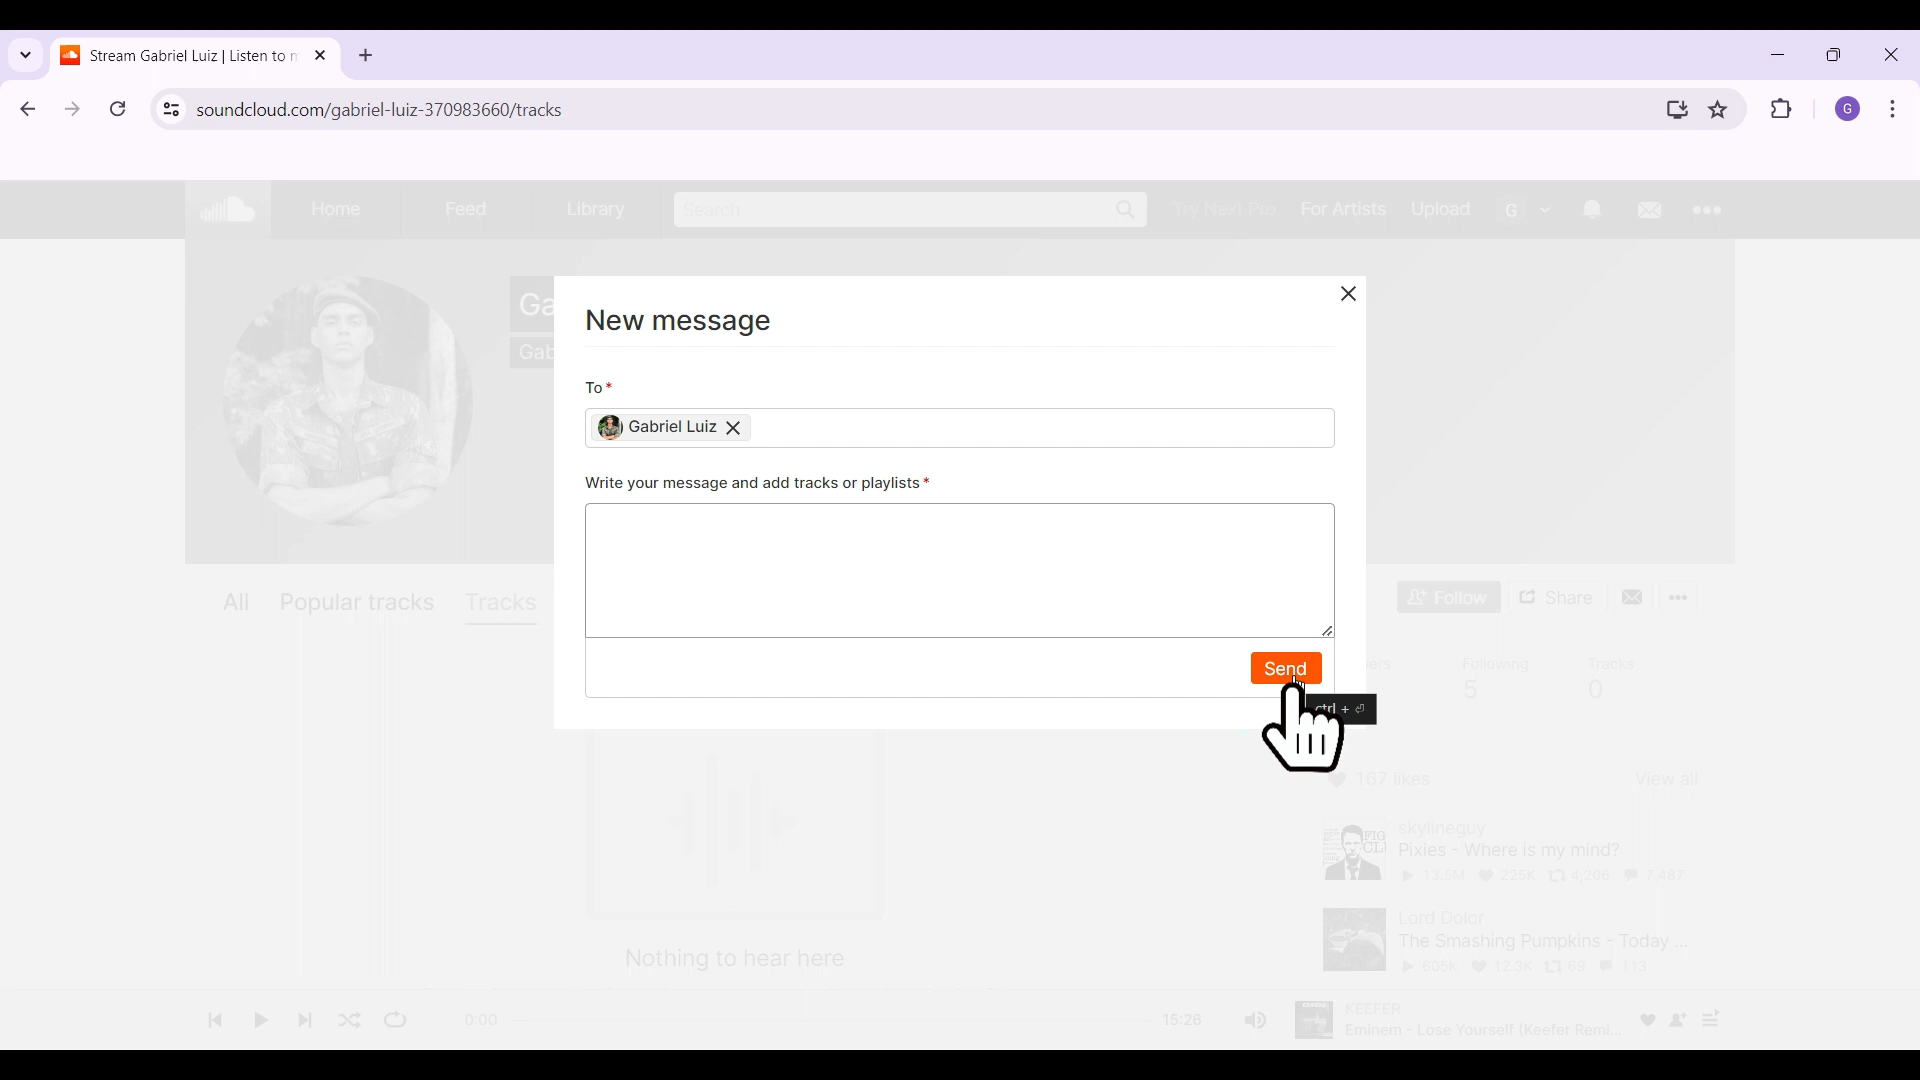 Stream Gabriel Luiz | Listen to m
soundcloud.com/gabriel-luiz-370983660/tracks
G
Home
Feed
Library
Search
Try Next Pro
For Artists
Upload
G
Ga
Gab
New message
To*
Gabriel Luiz
Write your message and add tracks or playlists*
Send
ctrl + ⏎
All
Popular tracks
Tracks
Follow
Share
ers
Following
5
Tracks
0
167 likes
View all
skylineguy
Pixies - Where is my mind?
13.5M 225K 4,206 7,487
Lord Dolor
The Smashing Pumpkins - Today ...
605K 12.3K 69 113
Nothing to hear here
0:00
15:26
KEEFER
Eminem - Lose Yourself (Keefer Remi...